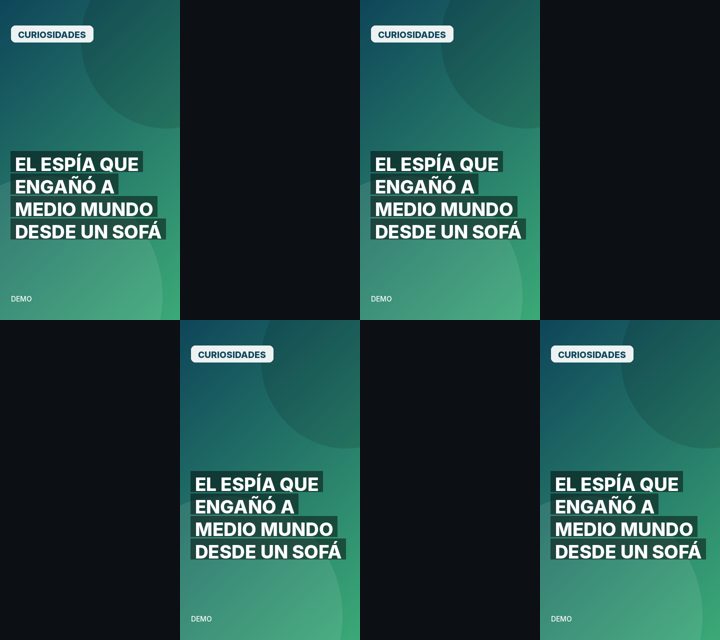 CURIOSIDADES
EL ESPÍA QUE
ENGAÑÓ A
MEDIO MUNDO
DESDE UN SOFÁ
DEMO
CURIOSIDADES
EL ESPÍA QUE
ENGAÑÓ A
MEDIO MUNDO
DESDE UN SOFÁ
DEMO
CURIOSIDADES
EL ESPÍA QUE
ENGAÑÓ A
MEDIO MUNDO
DESDE UN SOFÁ
DEMO
CURIOSIDADES
EL ESPÍA QUE
ENGAÑÓ A
MEDIO MUNDO
DESDE UN SOFÁ
DEMO